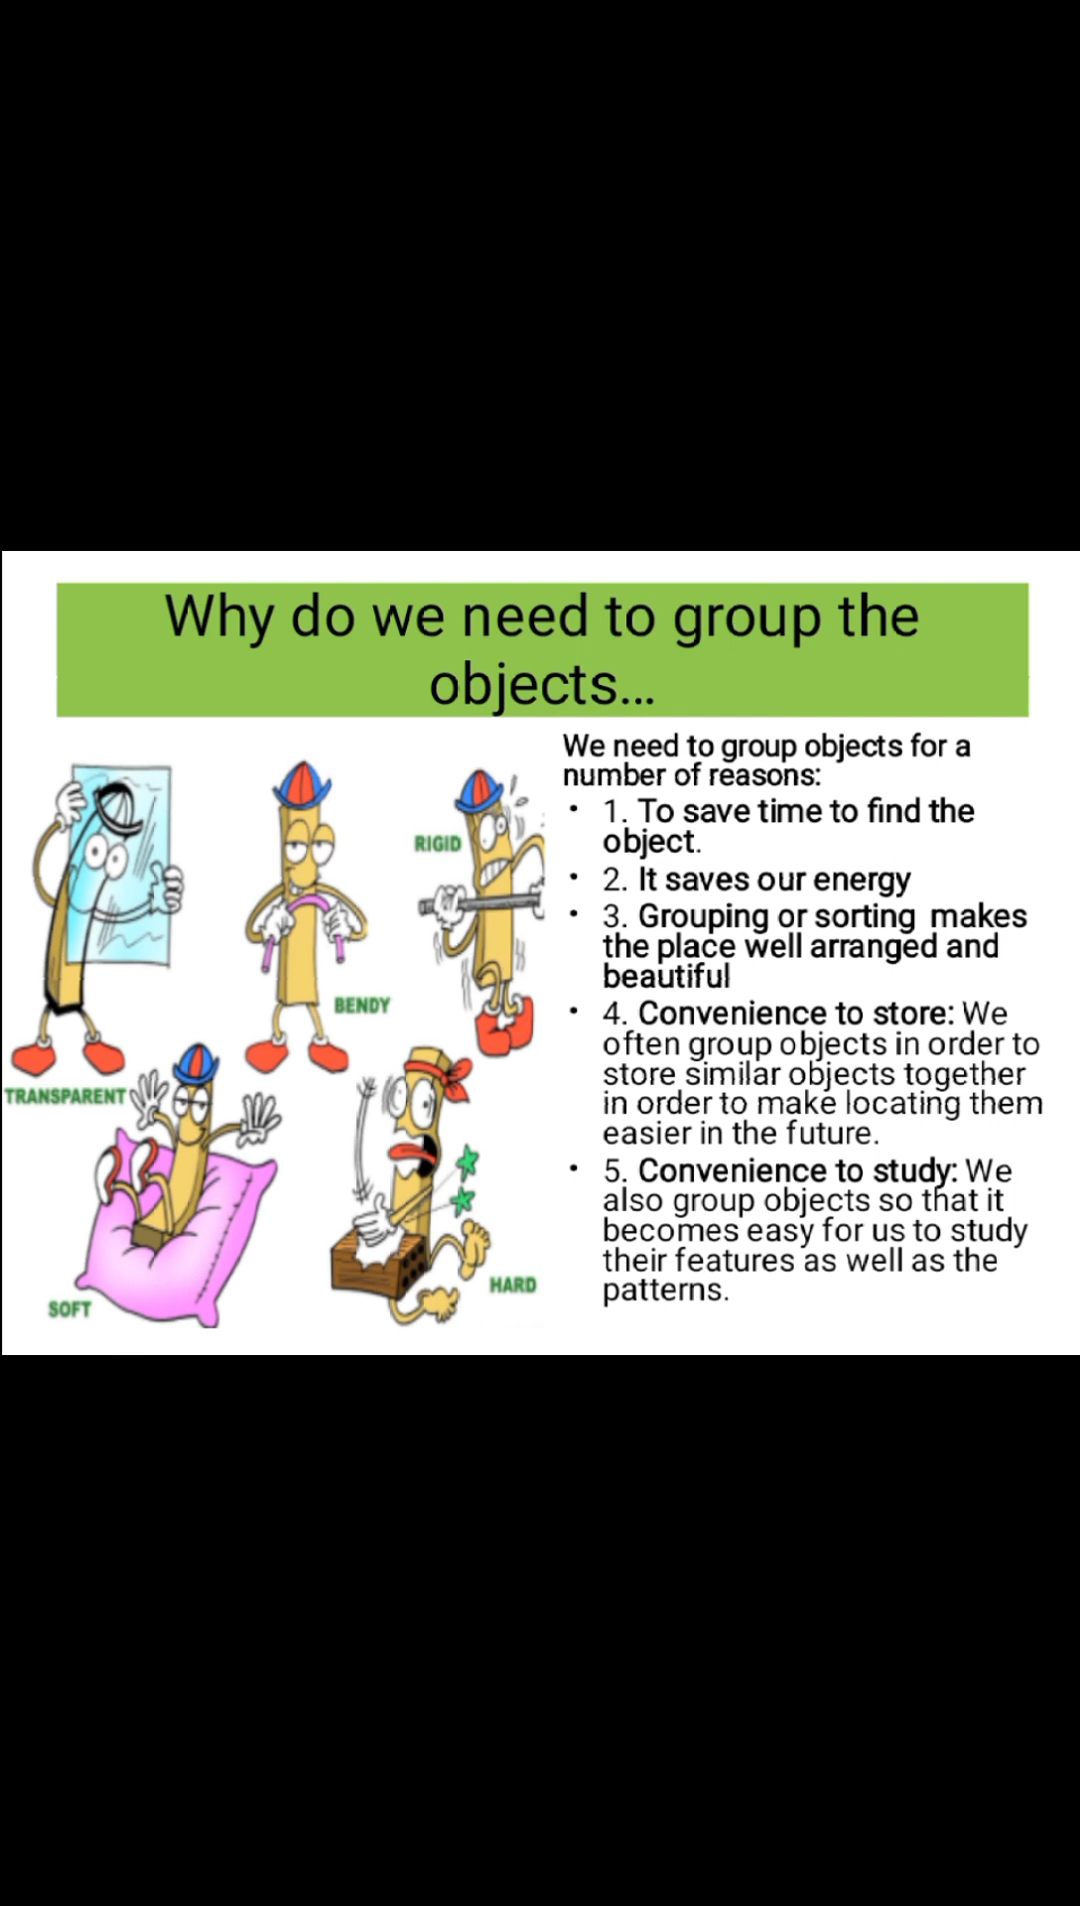 Why do we need to group the
objects...
We need to group objects for a
number of reasons:
• 1. To save time to find the
object.
• 2. It saves our energy
• 3. Grouping or sorting makes
the place well arranged and
beautiful
• 4. Convenience to store: We
often group objects in order to
store similar objects together
in order to make locating them
easier in the future.
• 5. Convenience to study: We
also group objects so that it
becomes easy for us to study
their features as well as the
patterns.
RIGID
BENDY
TRANSPARENT
HARD
SOFT